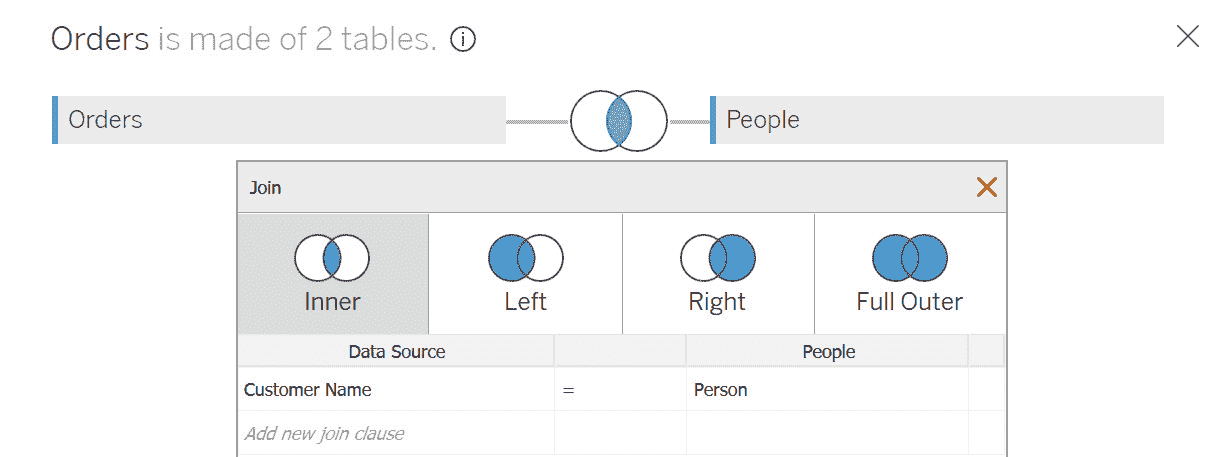 Orders is made of 2 tables.
Orders People
Join
Inner Left Right Full Outer
Data Source People
Customer Name = Person
Add new join clause